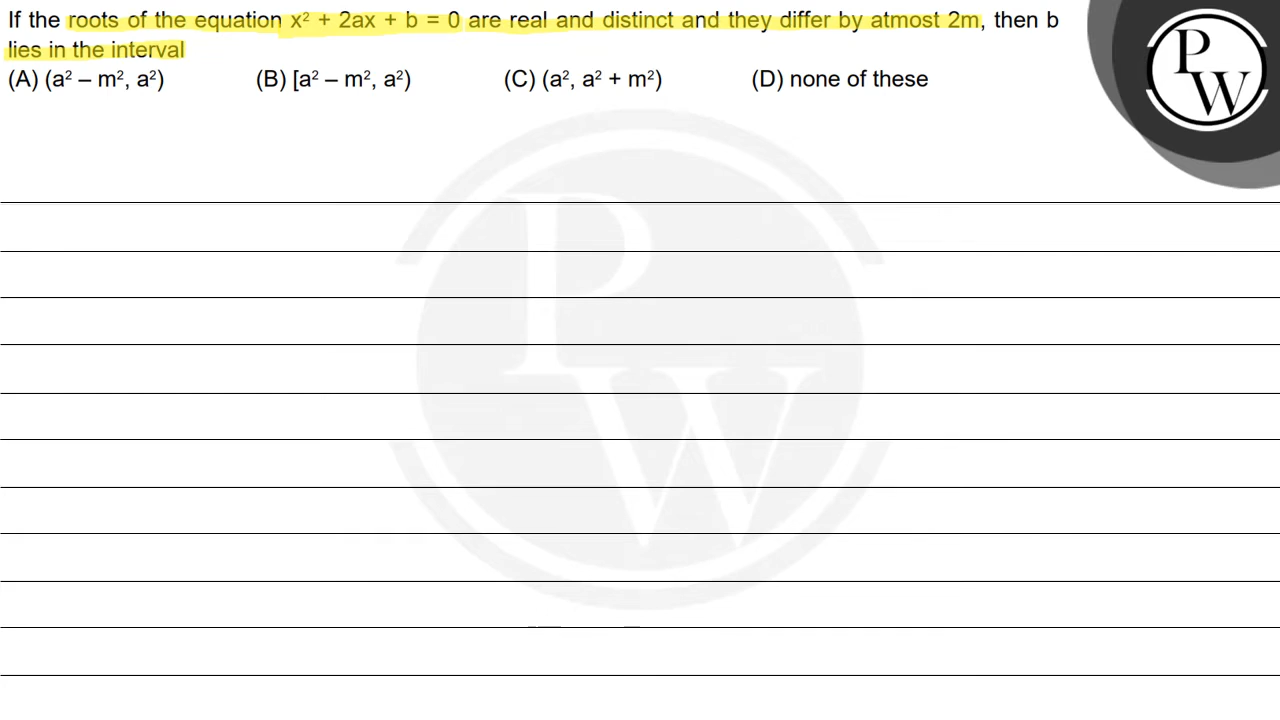 If the roots of the equation x² + 2ax + b = 0 are real and distinct and they differ by atmost 2m, then b
lies in the interval
(A) (a² – m², a²) (B) [a² – m², a²) (C) (a², a² + m²) (D) none of these
P
W
P
W